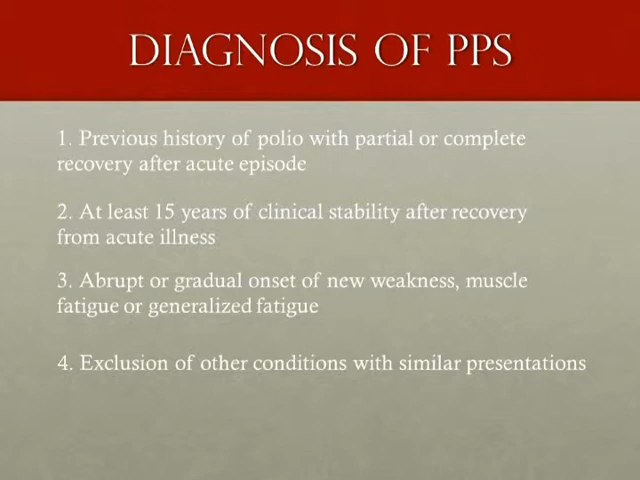 DIAGNOSIS OF PPS
1. Previous history of polio with partial or complete
recovery after acute episode
2. At least 15 years of clinical stability after recovery
from acute illness
3. Abrupt or gradual onset of new weakness, muscle
fatigue or generalized fatigue
4. Exclusion of other conditions with similar presentations